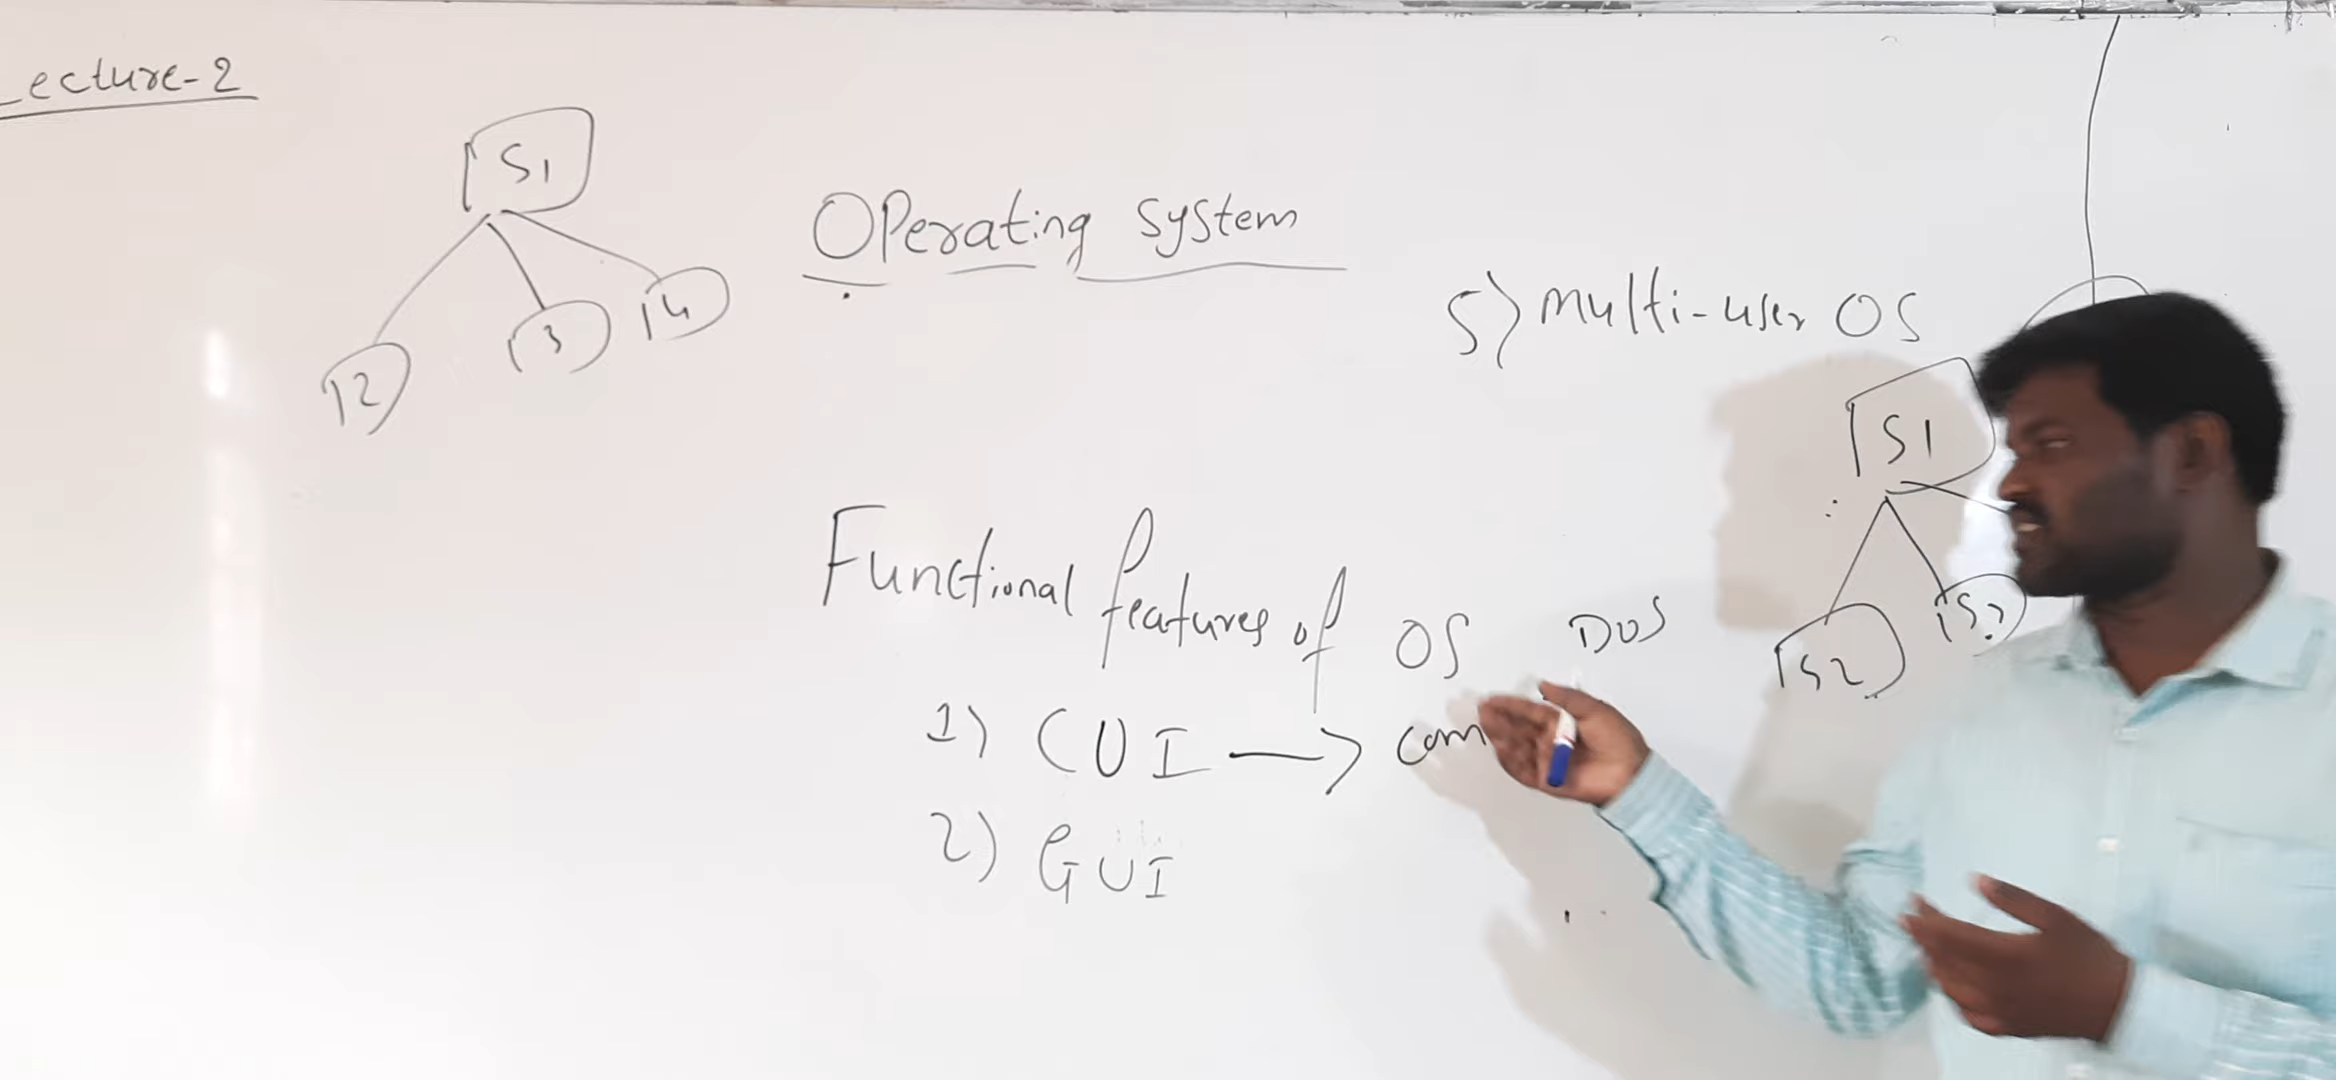 ecture-2
S1
12
13
14
Operating system
5) multi-user OS
S1
S2
Functional features of OS
DOS
1) CUI → com
2) GUI